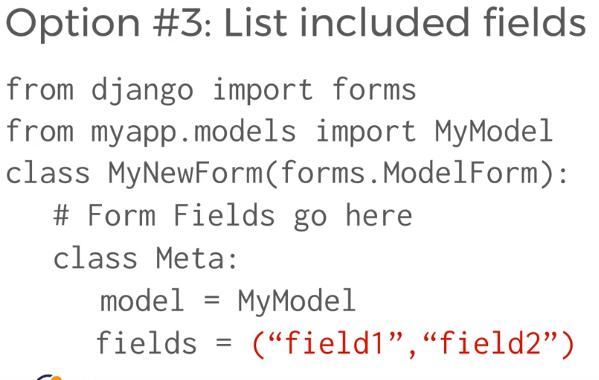 Option #3: List included fields
from django import forms
from myapp.models import MyModel
class MyNewForm(forms.ModelForm):
    # Form Fields go here
    class Meta:
        model = MyModel
        fields = (“field1”,“field2”)